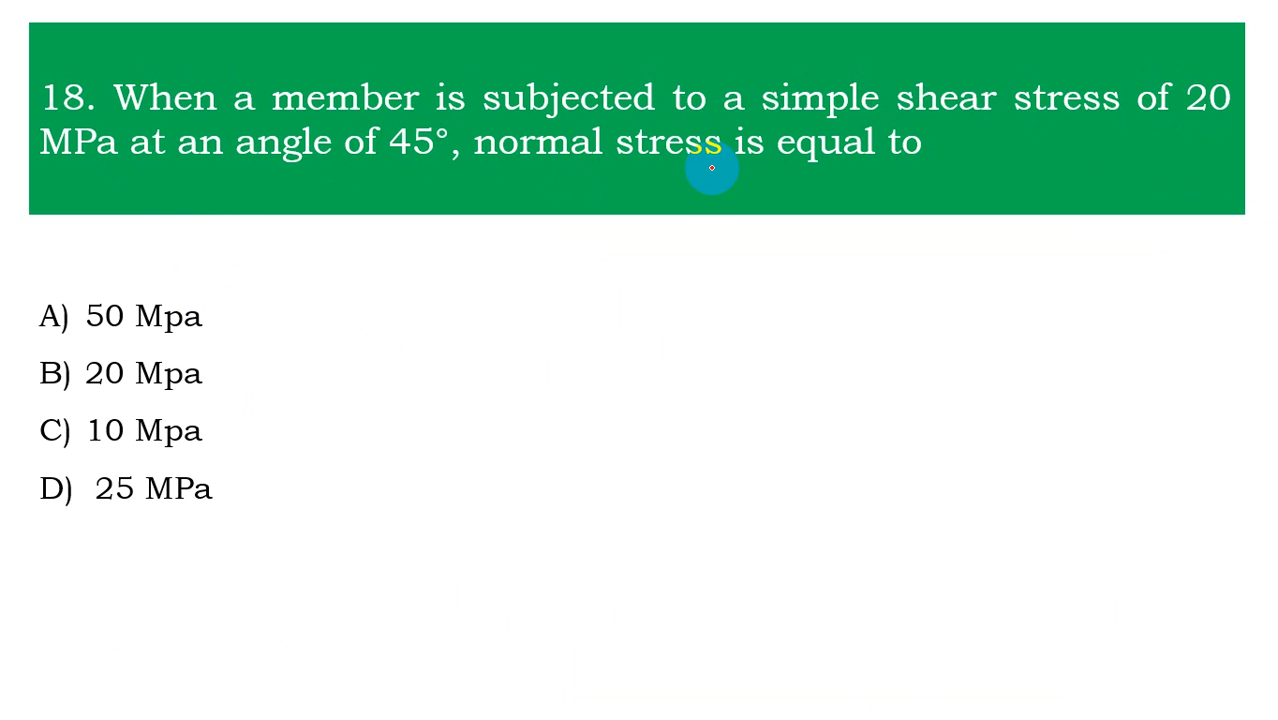 18. When a member is subjected to a simple shear stress of 20
MPa at an angle of 45°, normal stress is equal to
A) 50 Mpa
B) 20 Mpa
C) 10 Mpa
D) 25 MPa